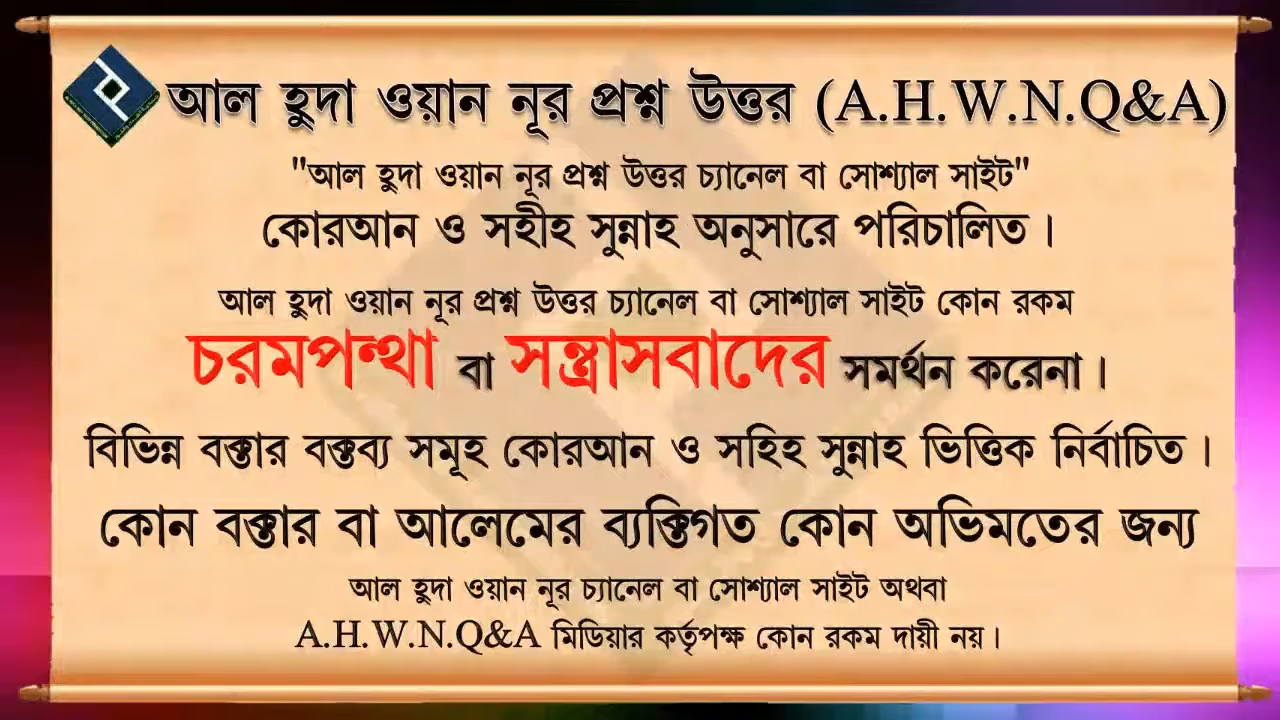 আল হুদা ওয়ান নূর প্রশ্ন উত্তর (A.H.W.N.Q&A)
"আল হুদা ওয়ান নূর প্রশ্ন উত্তর চ্যানেল বা সোশ্যাল সাইট"
কোরআন ও সহীহ সুন্নাহ অনুসারে পরিচালিত।
আল হুদা ওয়ান নূর প্রশ্ন উত্তর চ্যানেল বা সোশ্যাল সাইট কোন রকম
চরমপন্থা বা সন্ত্রাসবাদের সমর্থন করেনা।
বিভিন্ন বক্তার বক্তব্য সমূহ কোরআন ও সহিহ সুন্নাহ ভিত্তিক নির্বাচিত।
কোন বক্তার বা আলেমের ব্যক্তিগত কোন অভিমতের জন্য
আল হুদা ওয়ান নূর চ্যানেল বা সোশ্যাল সাইট অথবা
A.H.W.N.Q&A মিডিয়ার কর্তৃপক্ষ কোন রকম দায়ী নয়।